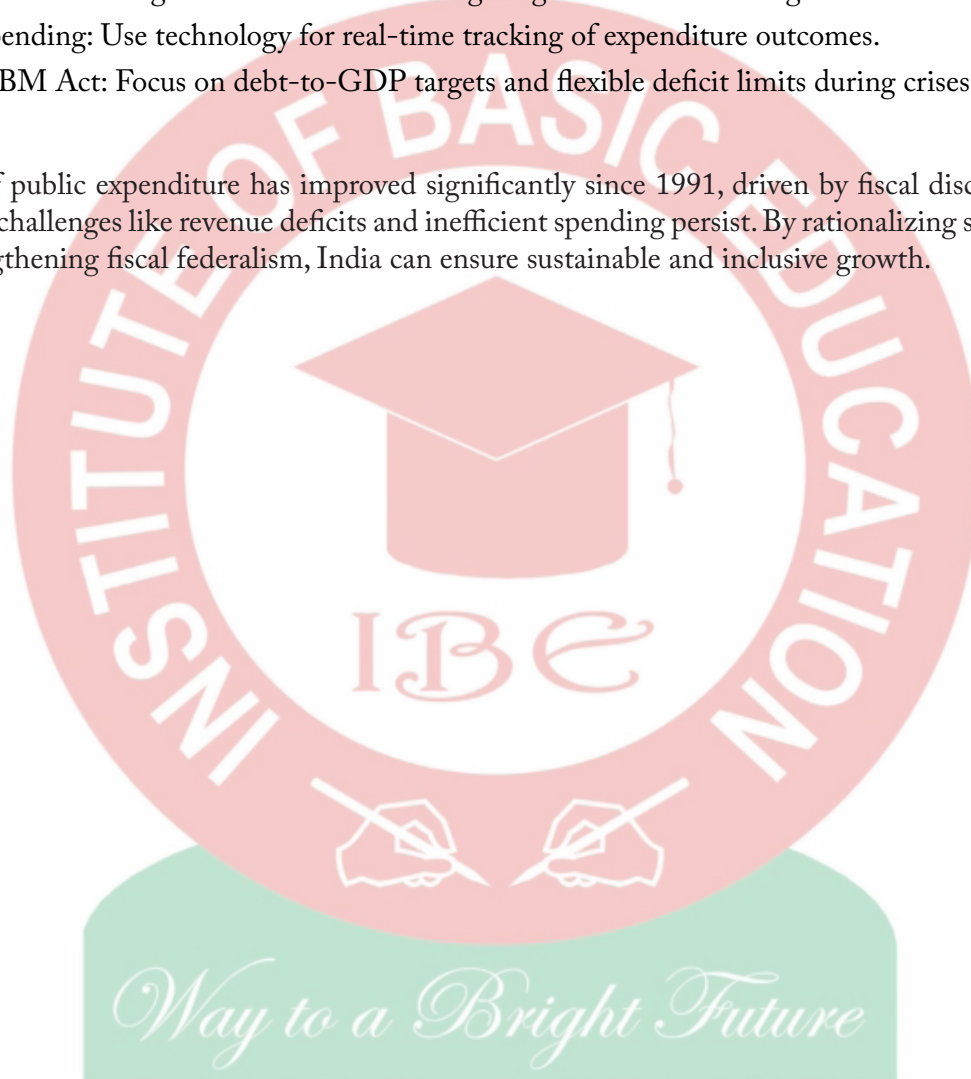 ending: Use technology for real-time tracking of expenditure outcomes.
BM Act: Focus on debt-to-GDP targets and flexible deficit limits during crises
public expenditure has improved significantly since 1991, driven by fiscal disc
challenges like revenue deficits and inefficient spending persist. By rationalizing s
gthening fiscal federalism, India can ensure sustainable and inclusive growth.
INSTITUTE OF BASIC EDUCATION
IBE
Way to a Bright Future